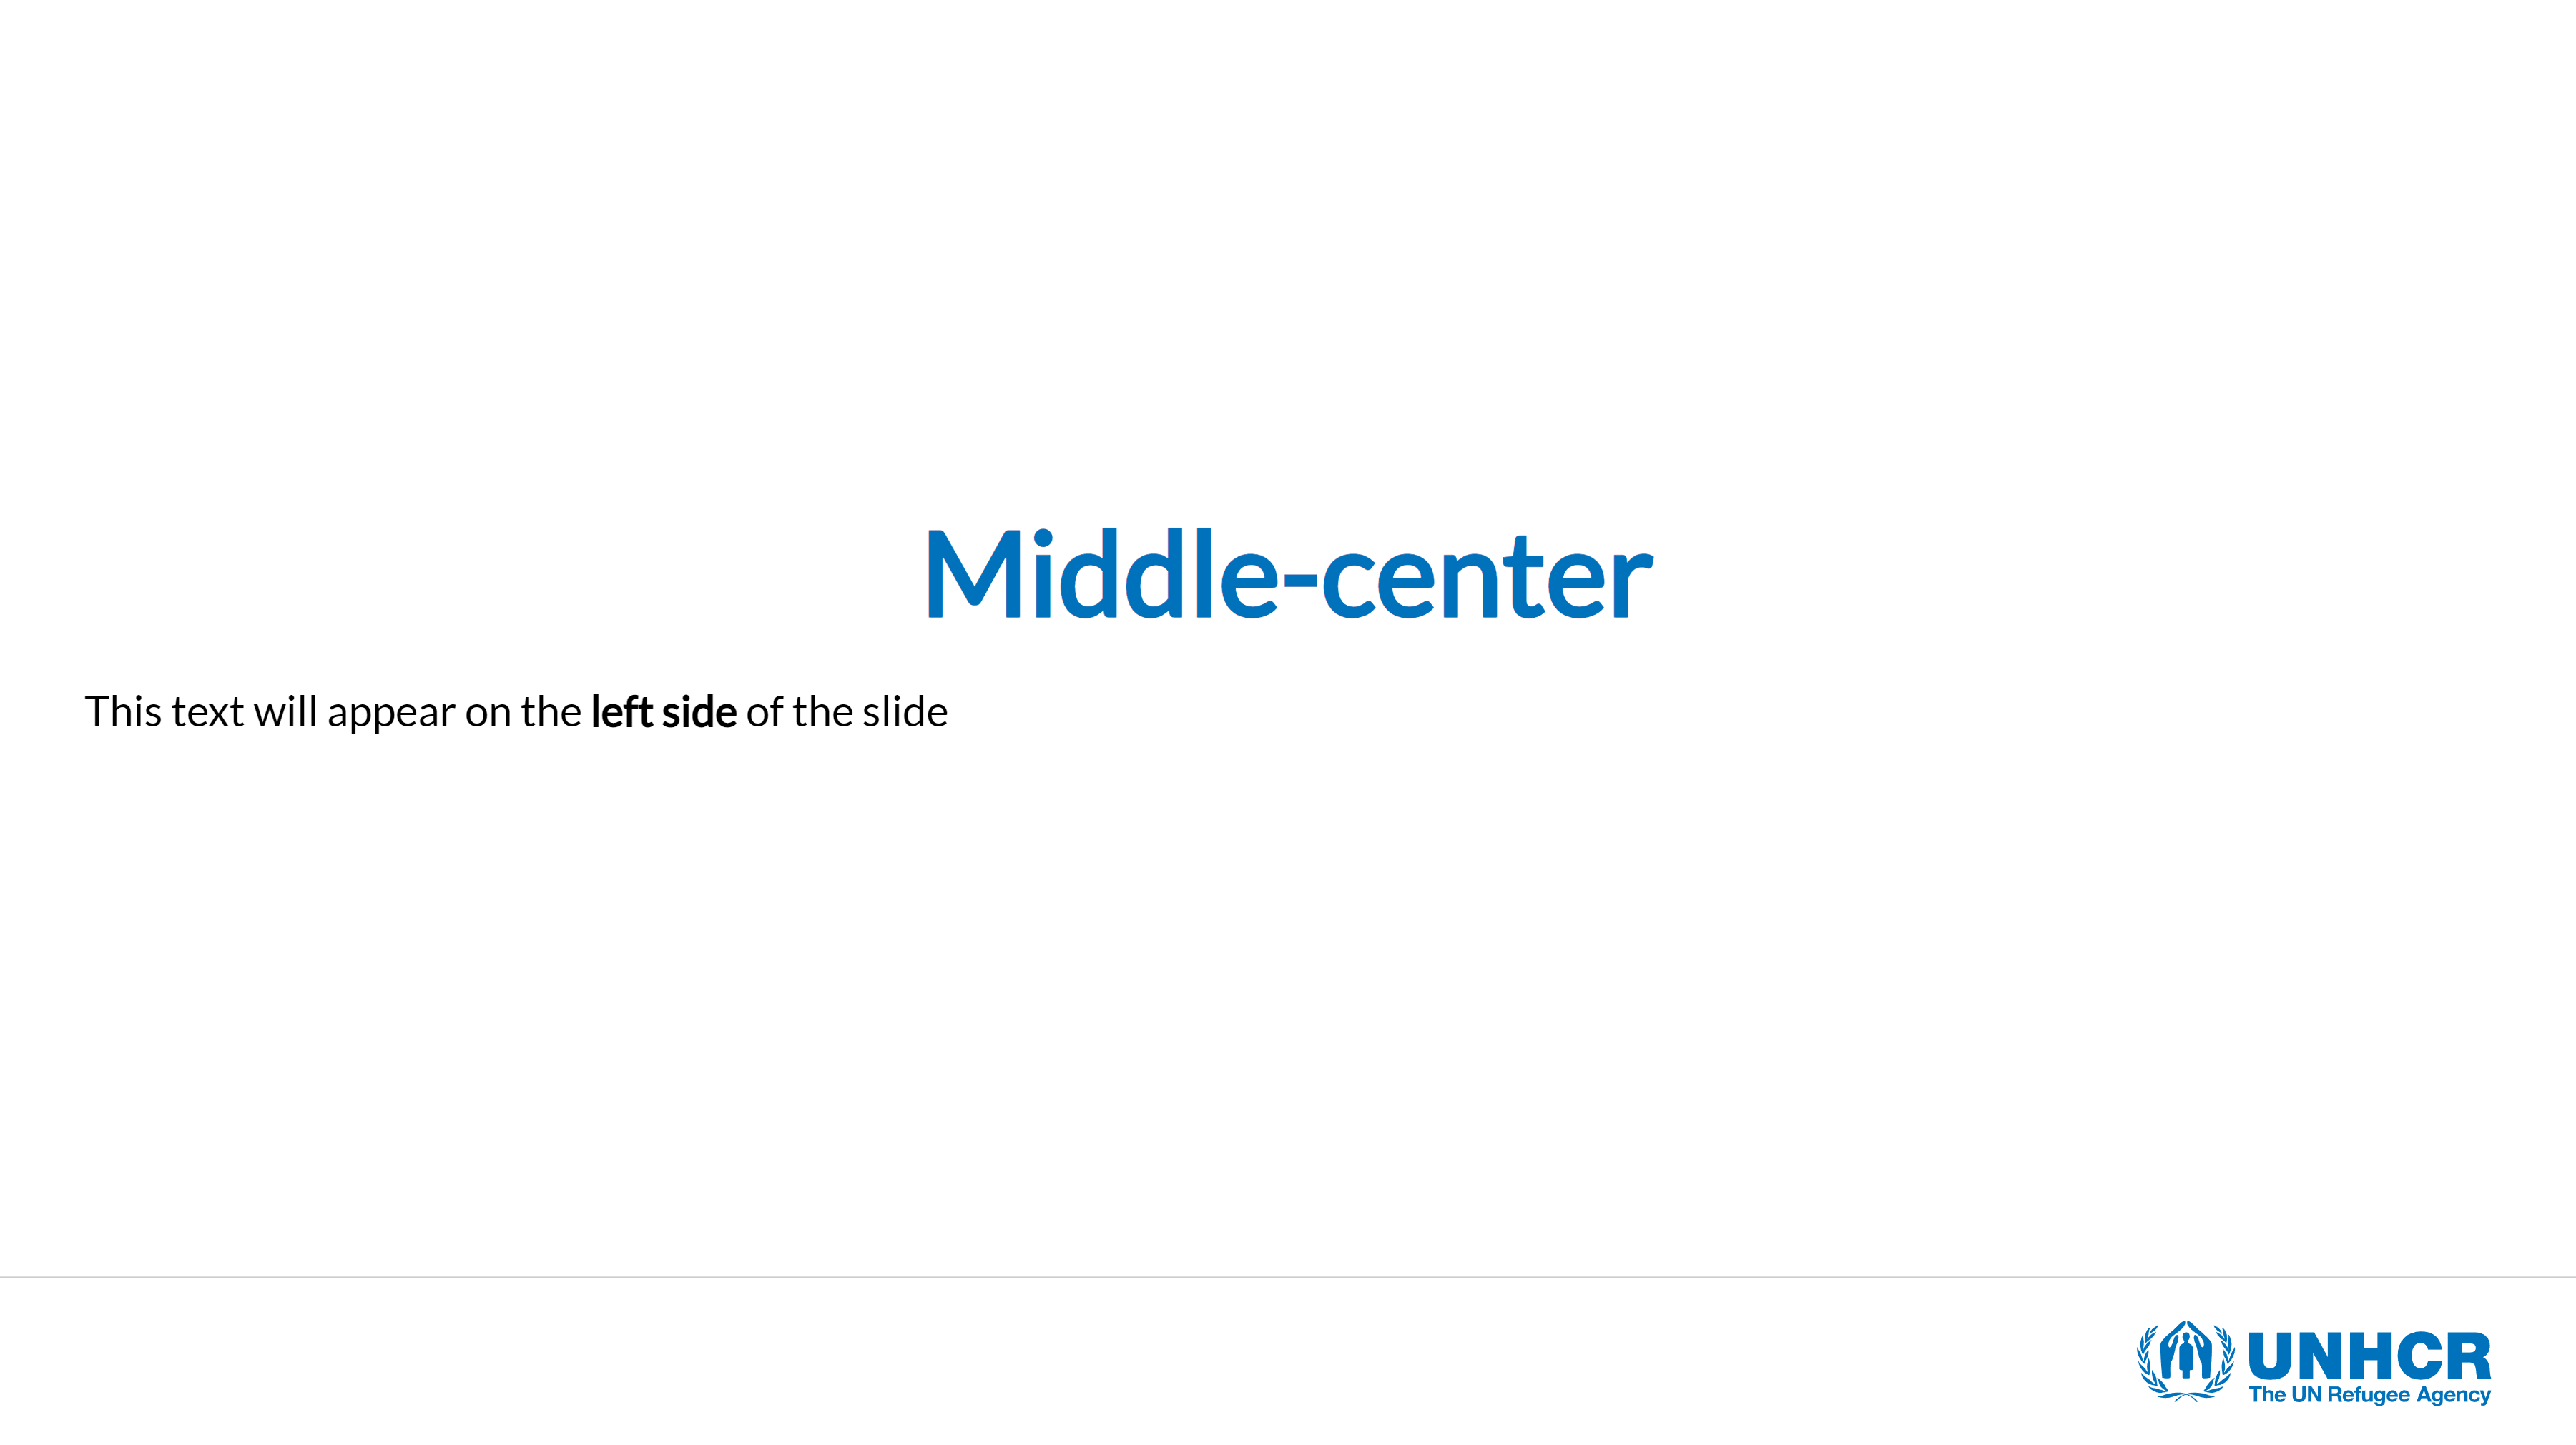 Middle-center
This text will appear on the left side of the slide
UNHCR
The UN Refugee Agency